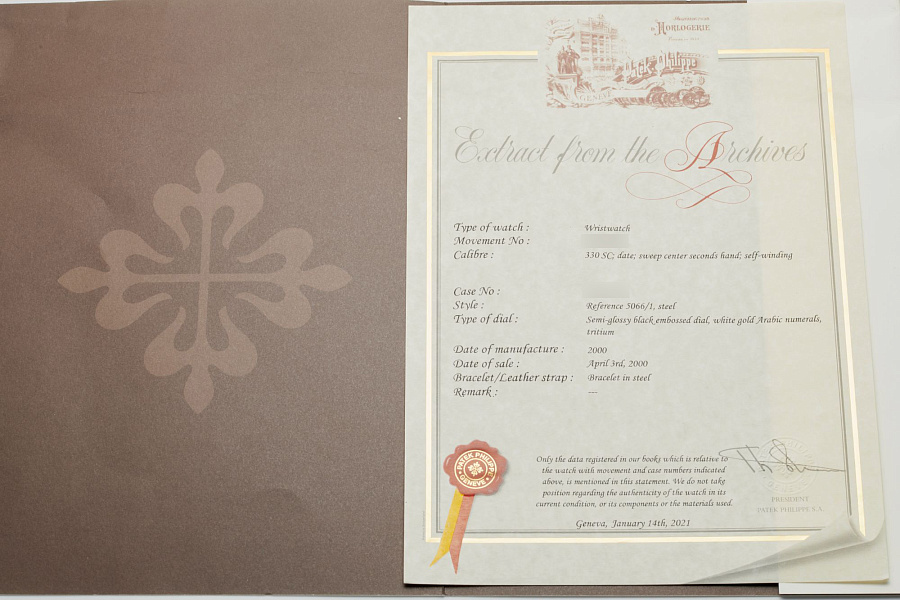 HORLOGERIE
Patek, Philippe
GENÈVE
Extract from the Archives
Type of watch : Wristwatch
Movement No :
Calibre : 330 SC; date; sweep center seconds hand; self-winding
Case No :
Style : Reference 5066/1, steel
Type of dial : Semi-glossy black embossed dial, white gold Arabic numerals,
tritium
Date of manufacture : 2000
Date of sale : April 3rd, 2000
Bracelet/Leather strap : Bracelet in steel
Remark : ---
PATEK PHILIPPE
GENEVE
Only the data registered in our books which is relative to
the watch with movement and case numbers indicated
above, is mentioned in this statement. We do not take
position regarding the authenticity of the watch in its
current condition, or its components or the materials used.
Geneva, January 14th, 2021
PRESIDENT
PATEK PHILIPPE S.A.